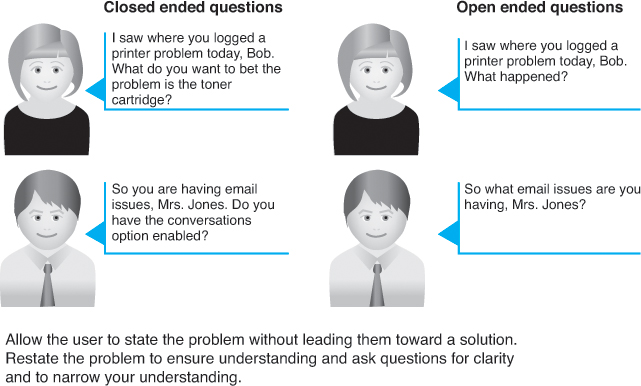 Closed ended questions
I saw where you logged a
printer problem today, Bob.
What do you want to bet the
problem is the toner
cartridge?
So you are having email
issues, Mrs. Jones. Do you
have the conversations
option enabled?
Open ended questions
I saw where you logged a
printer problem today, Bob.
What happened?
So what email issues are you
having, Mrs. Jones?
Allow the user to state the problem without leading them toward a solution.
Restate the problem to ensure understanding and ask questions for clarity
and to narrow your understanding.